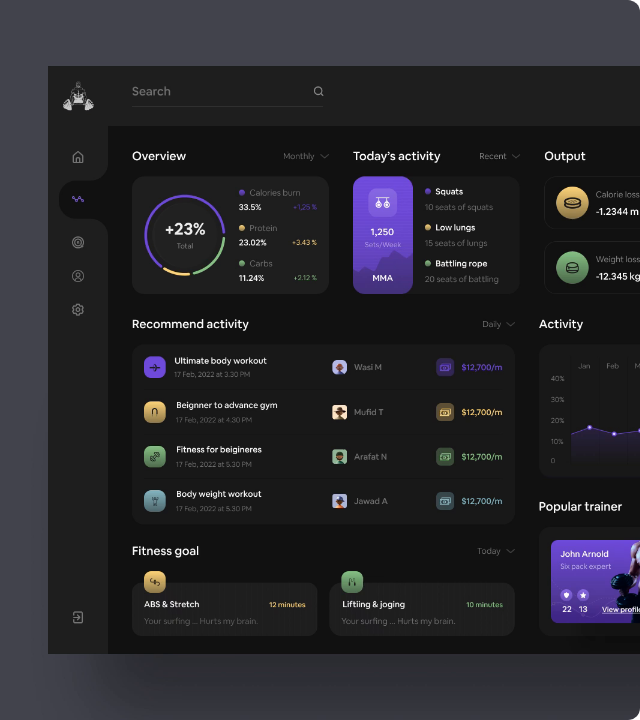 Search
Overview
Monthly
+23%
Total
Calories burn
33.5%
+1,25 %
Protein
23.02%
+3.43 %
Carbs
11.24%
+2.12 %
Today's activity
Recent
1,250
Sets/Week
MMA
Squats
10 seats of squats
Low lungs
15 seats of lungs
Battling rope
20 seats of battling
Output
Calorie loss
-1.2344 m
Weight loss
-12.345 kg
Recommend activity
Daily
Ultimate body workout
17 Feb, 2022 at 3.30 PM
Wasi M
$12,700/m
Beignner to advance gym
17 Feb, 2022 at 4.30 PM
Mufid T
$12,700/m
Fitness for beigineres
17 Feb, 2022 at 5.30 PM
Arafat N
$12,700/m
Body weight workout
17 Feb, 2022 at 5.30 PM
Jawad A
$12,700/m
Activity
Jan Feb M
40%
30%
20%
10%
0
Fitness goal
Today
ABS & Stretch
12 minutes
Your surfing ... Hurts my brain.
Liftiing & joging
10 minutes
Your surfing ... Hurts my brain.
Popular trainer
John Arnold
Six pack expert
22 13
View profile